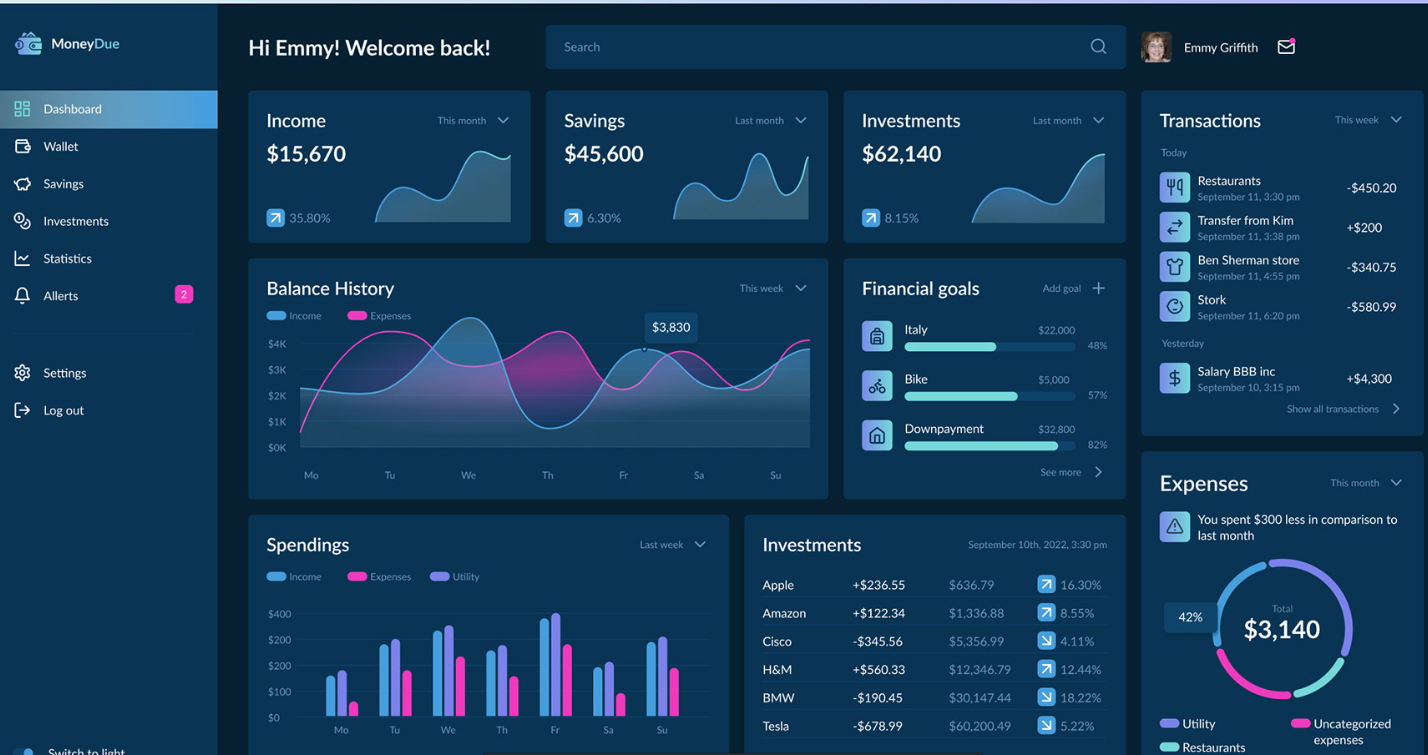 MoneyDue
Dashboard
Wallet
Savings
Investments
Statistics
Allerts
2
Settings
Log out
Switch to light
Hi Emmy! Welcome back!
Search
Emmy Griffith
Income
This month
$15,670
35.80%
Savings
Last month
$45,600
6.30%
Investments
Last month
$62,140
8.15%
Transactions
This week
Today
Restaurants
-$450.20
September 11, 3:30 pm
Transfer from Kim
+$200
September 11, 3:38 pm
Ben Sherman store
-$340.75
September 11, 4:55 pm
Stork
-$580.99
September 11, 6:20 pm
Yesterday
Salary BBB inc
+$4,300
September 10, 3:15 pm
Show all transactions
Balance History
This week
Income
Expenses
$3,830
$4K
$3K
$2K
$1K
$0K
Mo Tu We Th Fr Sa Su
Financial goals
Add goal
Italy
$22,000
48%
Bike
$5,000
57%
Downpayment
$32,800
82%
See more
Spendings
Last week
Income
Expenses
Utility
$400
$200
$200
$100
$0
Mo Tu We Th Fr Sa Su
Investments
September 10th, 2022, 3:30 pm
Apple +$236.55 $636.79 16.30%
Amazon +$122.34 $1,336.88 8.55%
Cisco -$345.56 $5,356.99 4.11%
H&M +$560.33 $12,346.79 12.44%
BMW -$190.45 $30,147.44 18.22%
Tesla -$678.99 $60,200.49 5.22%
Expenses
This month
You spent $300 less in comparison to
last month
42%
Total
$3,140
Utility
Uncategorized
expenses
Restaurants